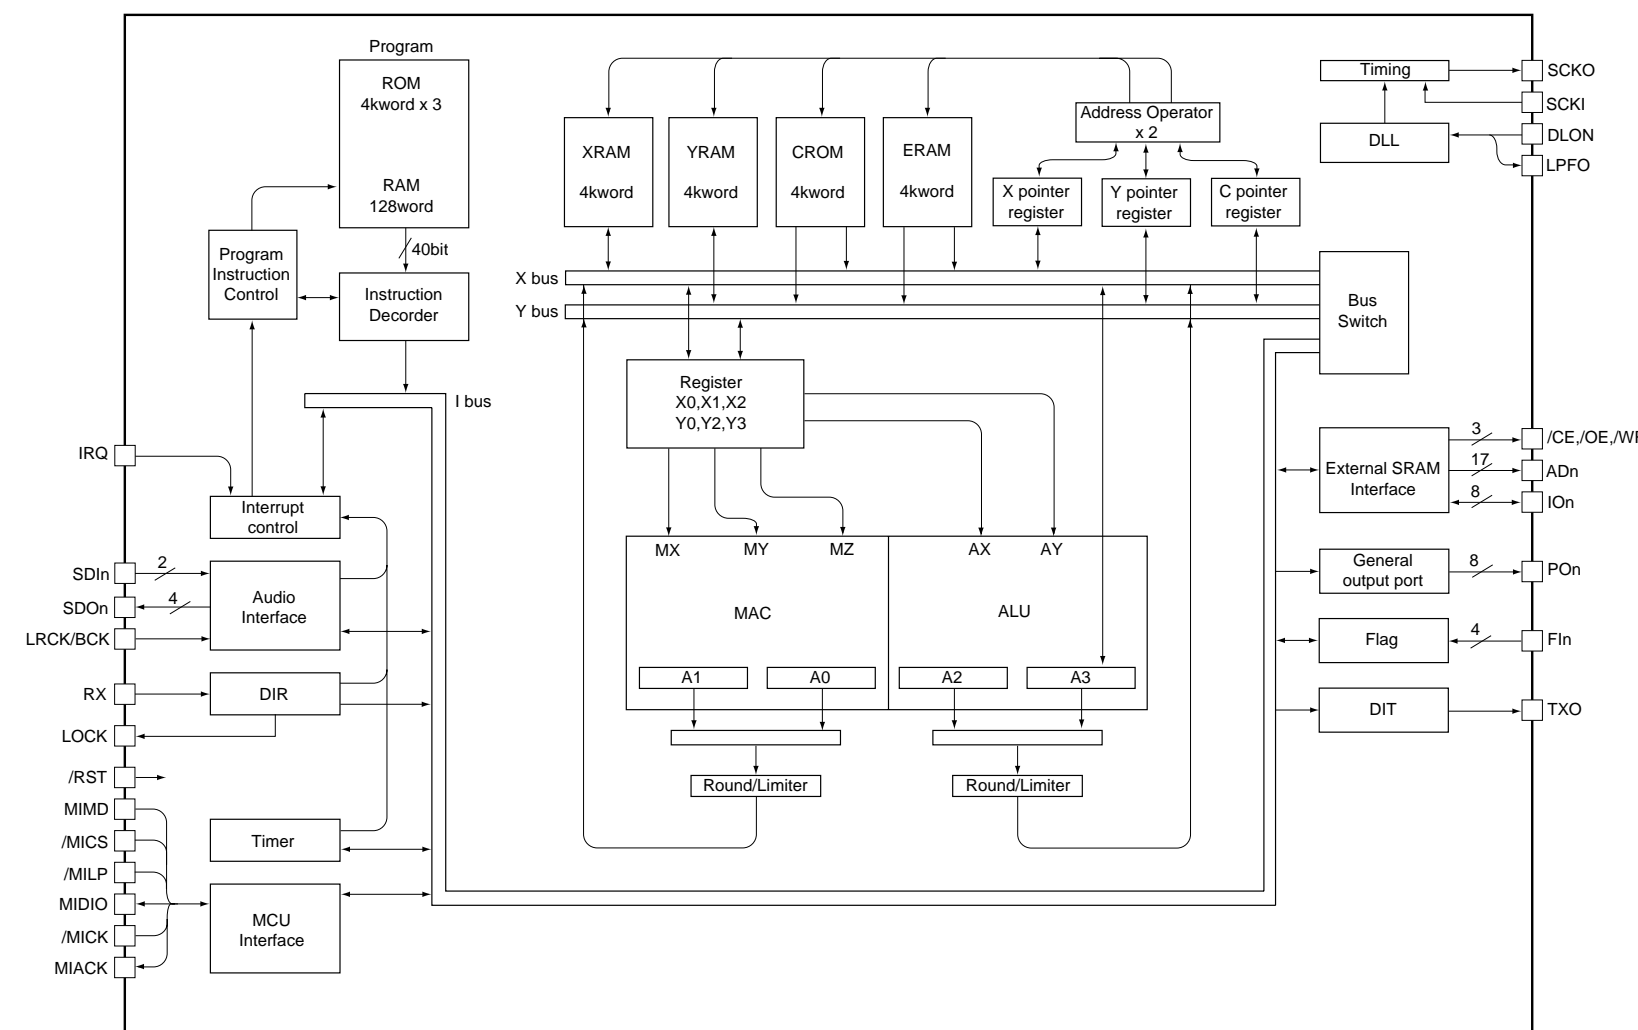 Program
ROM
4kword x 3
RAM
128word
40bit
Program
Instruction
Control
Instruction
Decorder
XRAM
4kword
YRAM
4kword
CROM
4kword
ERAM
4kword
Address Operator
x 2
X pointer
register
Y pointer
register
C pointer
register
Timing
DLL
SCKO
SCKI
DLON
LPFO
X bus
Y bus
Bus
Switch
I bus
Register
X0,X1,X2
Y0,Y2,Y3
IRQ
Interrupt
control
SDIn
2
SDOn
4
LRCK/BCK
Audio
Interface
RX
DIR
LOCK
/RST
MIMD
/MICS
/MILP
MIDIO
/MICK
MIACK
Timer
MCU
Interface
MX
MY
MZ
AX
AY
MAC
ALU
A1
A0
A2
A3
Round/Limiter
Round/Limiter
External SRAM
Interface
3
/CE,/OE,/WR
17
ADn
8
IOn
General
output port
8
POn
Flag
4
FIn
DIT
TXO